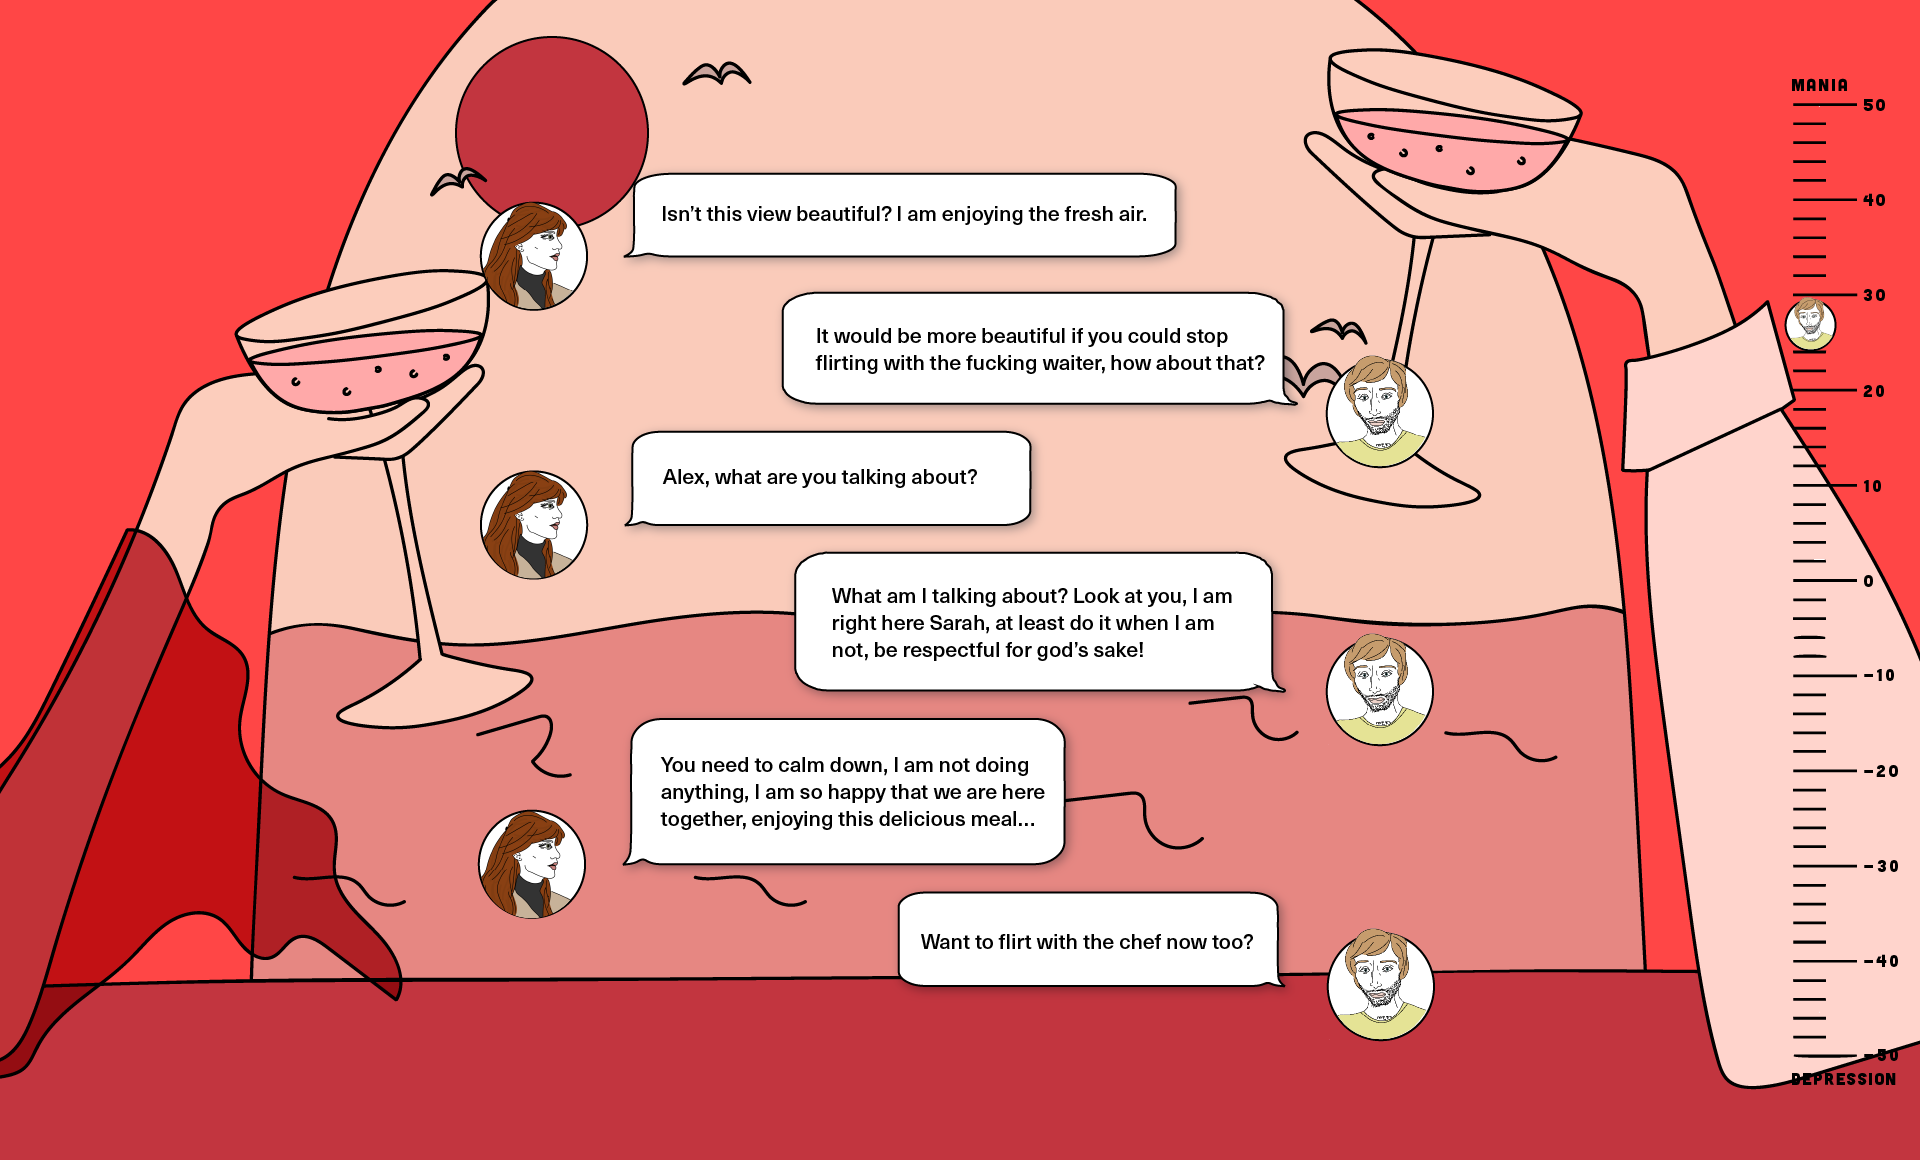 Isn't this view beautiful? I am enjoying the fresh air.
It would be more beautiful if you could stop
flirting with the fucking waiter, how about that?
Alex, what are you talking about?
What am I talking about? Look at you, I am
right here Sarah, at least do it when I am
not, be respectful for god's sake!
You need to calm down, I am not doing
anything, I am so happy that we are here
together, enjoying this delicious meal...
Want to flirt with the chef now too?
MANIA
50
40
30
20
10
0
-10
-20
-30
-40
-50
DEPRESSION